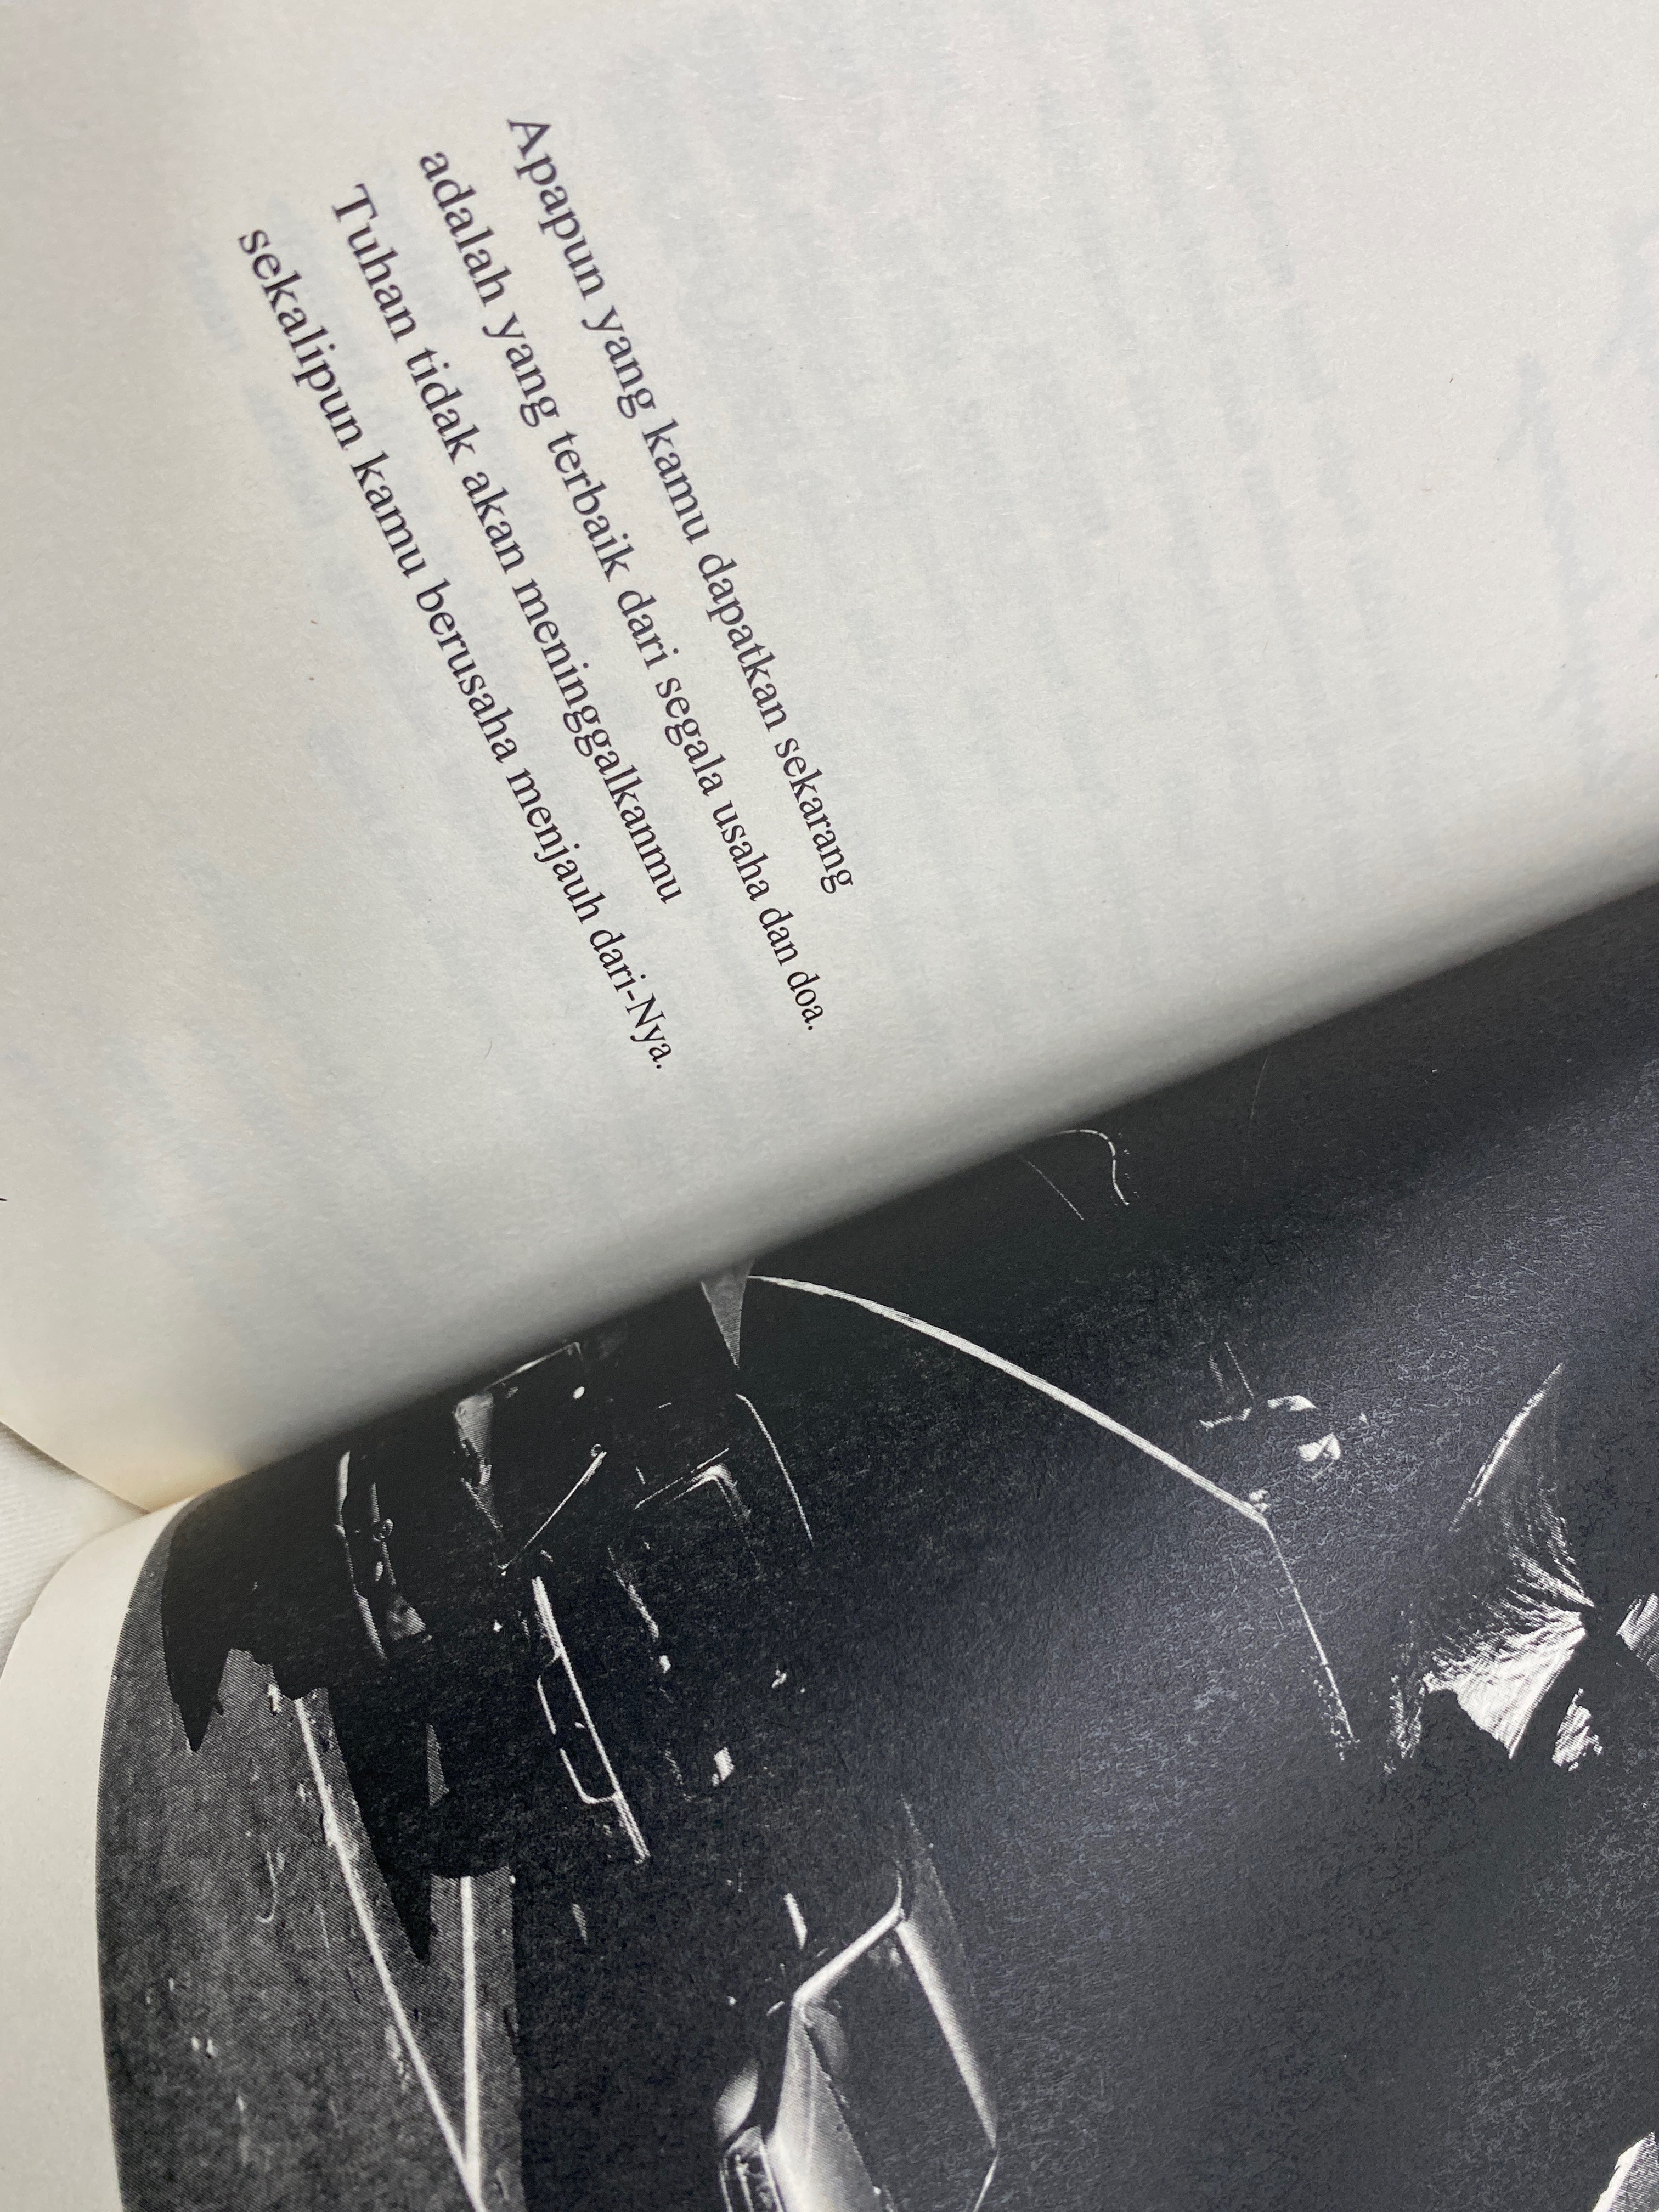 Apapun yang kamu dapatkan sekarang
adalah yang terbaik dari segala usaha dan doa.
Tuhan tidak akan meninggalkanmu
sekalipun kamu berusaha menjauh dari-Nya.